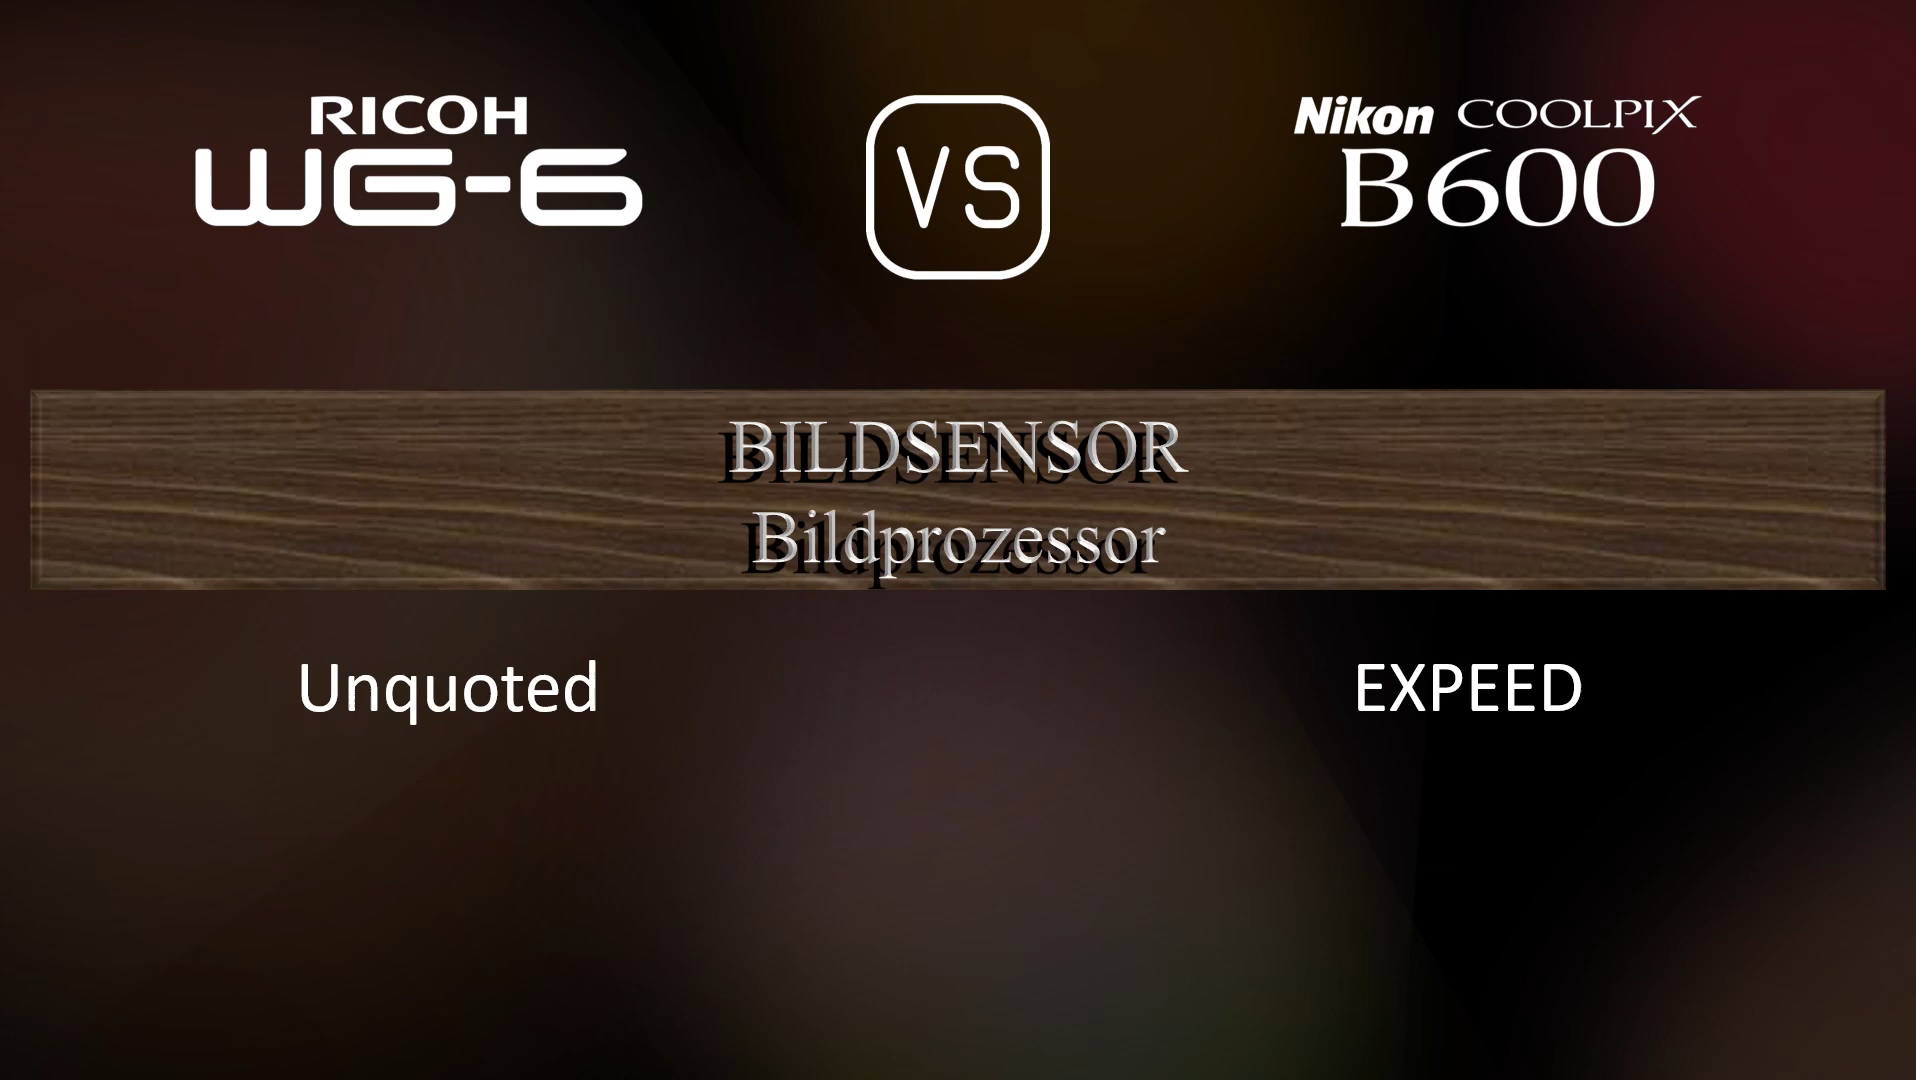 RICOH
WG-6
VS
Nikon COOLPIX
B600
BILDSENSOR
Bildprozessor
Unquoted
EXPEED